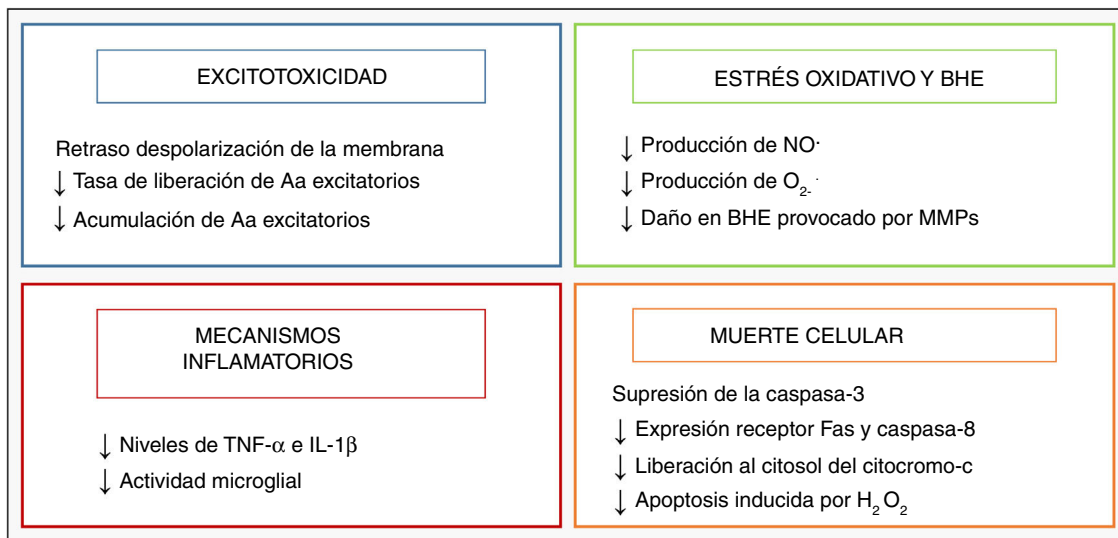 EXCITOTOXICIDAD
Retraso despolarización de la membrana
↓ Tasa de liberación de Aa excitatorios
↓ Acumulación de Aa excitatorios
ESTRÉS OXIDATIVO Y BHE
↓ Producción de NO·
↓ Producción de O₂-·
↓ Daño en BHE provocado por MMPs
MECANISMOS
INFLAMATORIOS
↓ Niveles de TNF-α e IL-1β
↓ Actividad microglial
MUERTE CELULAR
Supresión de la caspasa-3
↓ Expresión receptor Fas y caspasa-8
↓ Liberación al citosol del citocromo-c
↓ Apoptosis inducida por H₂O₂